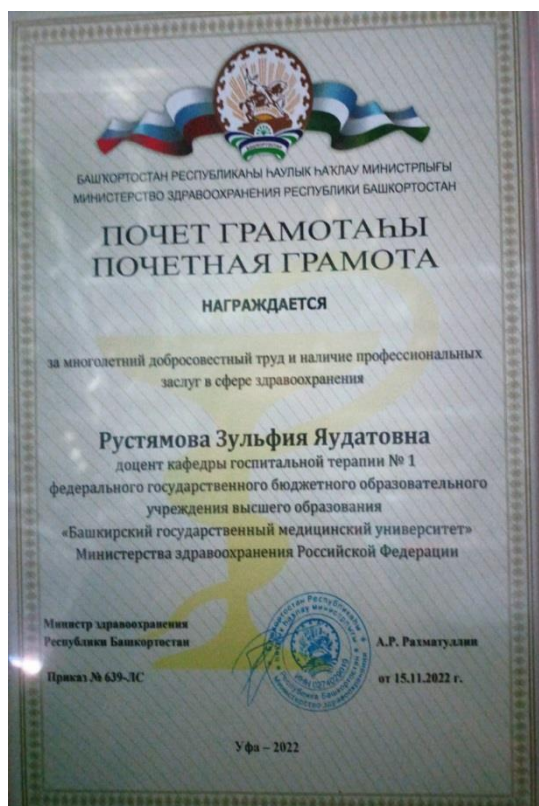 БАШҠОРТОСТАН РЕСПУБЛИКАҺЫ ҺАУЛЫҠ ҺАҠЛАУ МИНИСТРЛЫҒЫ
МИНИСТЕРСТВО ЗДРАВООХРАНЕНИЯ РЕСПУБЛИКИ БАШКОРТОСТАН
ПОЧЕТ ГРАМОТАҺЫ
ПОЧЕТНАЯ ГРАМОТА
НАГРАЖДАЕТСЯ
за многолетний добросовестный труд и наличие профессиональных
заслуг в сфере здравоохранения
Рустямова Зульфия Яудатовна
доцент кафедры госпитальной терапии № 1
федерального государственного бюджетного образовательного
учреждения высшего образования
«Башкирский государственный медицинский университет»
Министерства здравоохранения Российской Федерации
Министр здравоохранения
Республики Башкортостан
А.Р. Рахматуллин
Приказ № 639-ЛС
от 15.11.2022 г.
Уфа – 2022